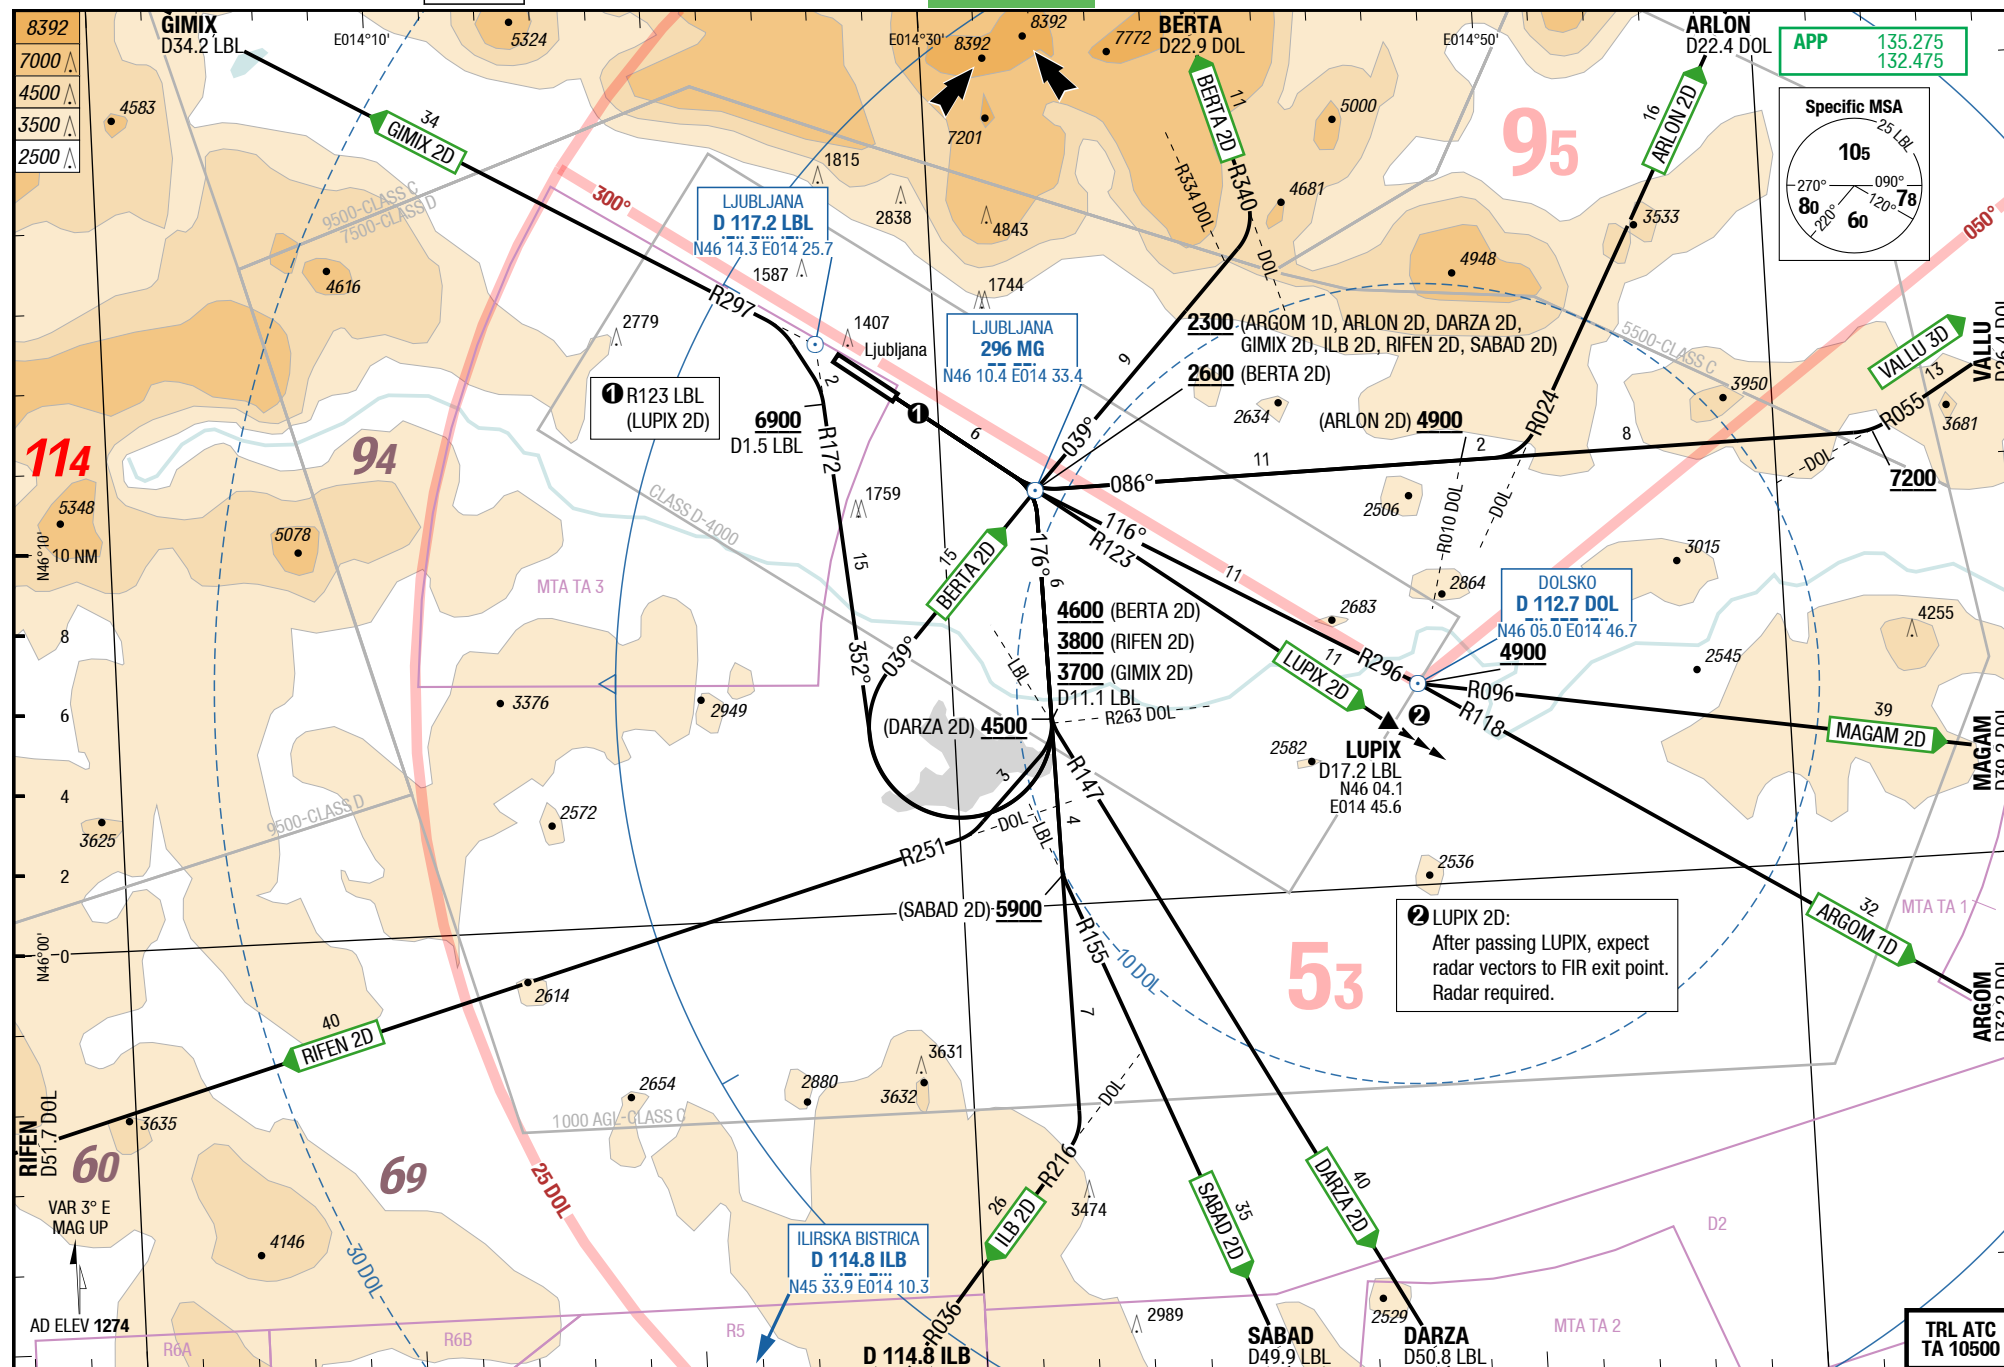 8392
7000
4500
3500
2500
GIMIX
D34.2 LBL
E014°10'
5324
E014°30'
8392
8392
7772
BERTA
D22.9 DOL
E014°50'
ARLON
D22.4 DOL
APP 135.275
132.475
4583
34
GIMIX 2D
7201
11
BERTA 2D
R340
5000
95
16
ARLON 2D
Specific MSA
25 LBL
105
270°
090°
80
78
120°
220°
60
050°
9500-CLASS C
7500-CLASS D
300°
1815
2838
4843
R334 DOL
DOL
4681
3533
4948
LJUBLJANA
D 117.2 LBL
N46 14.3 E014 25.7
1587
1744
4616
R297
2779
1407
Ljubljana
LJUBLJANA
296 MG
N46 10.4 E014 33.4
2300 (ARGOM 1D, ARLON 2D, DARZA 2D,
GIMIX 2D, ILB 2D, RIFEN 2D, SABAD 2D)
2600 (BERTA 2D)
5500-CLASS C
VALLU 3D
VALLU
D26.4 DOL
13
R055
3950
3681
❶ R123 LBL
(LUPIX 2D)
2
6900
D1.5 LBL
R172
❶
6
9
039°
2634
(ARLON 2D) 4900
R024
2
8
11
086°
DOL
7200
114
94
5348
5078
N46°10'
10 NM
8
6
4
2
0
N46°00'
CLASS D-4000
1759
15
MTA TA 3
15
BERTA 2D
039°
352°
176°
6
116°
R123
11
2506
R010 DOL
DOL
3015
2864
2683
DOLSKO
D 112.7 DOL
N46 05.0 E014 46.7
4900
4255
2545
4600 (BERTA 2D)
3800 (RIFEN 2D)
3700 (GIMIX 2D)
D11.1 LBL
LBL
R263 DOL
(DARZA 2D) 4500
11
LUPIX 2D
R296
R096
R118
39
MAGAM 2D
MAGAM
D39.2 DOL
❷
LUPIX
D17.2 LBL
N46 04.1
E014 45.6
2582
3376
2949
2572
9500-CLASS D
3625
3
R147
DOL
LBL
4
R251
2536
(SABAD 2D) 5900
R155
10 DOL
53
❷ LUPIX 2D:
After passing LUPIX, expect
radar vectors to FIR exit point.
Radar required.
32
ARGOM 1D
MTA TA 1
ARGOM
D32.2 DOL
2614
40
RIFEN 2D
RIFEN
D51.7 DOL
3635
60
69
2654
2880
3631
3632
7
DOL
1000 AGL-CLASS C
25 DOL
R216
26
ILB 2D
3474
35
SABAD 2D
40
DARZA 2D
VAR 3° E
MAG UP
4146
30 DOL
ILIRSKA BISTRICA
D 114.8 ILB
N45 33.9 E014 10.3
D2
AD ELEV 1274
R6A
R6B
R5
R036
D 114.8 ILB
2989
SABAD
D49.9 LBL
2529
DARZA
D50.8 LBL
MTA TA 2
TRL ATC
TA 10500